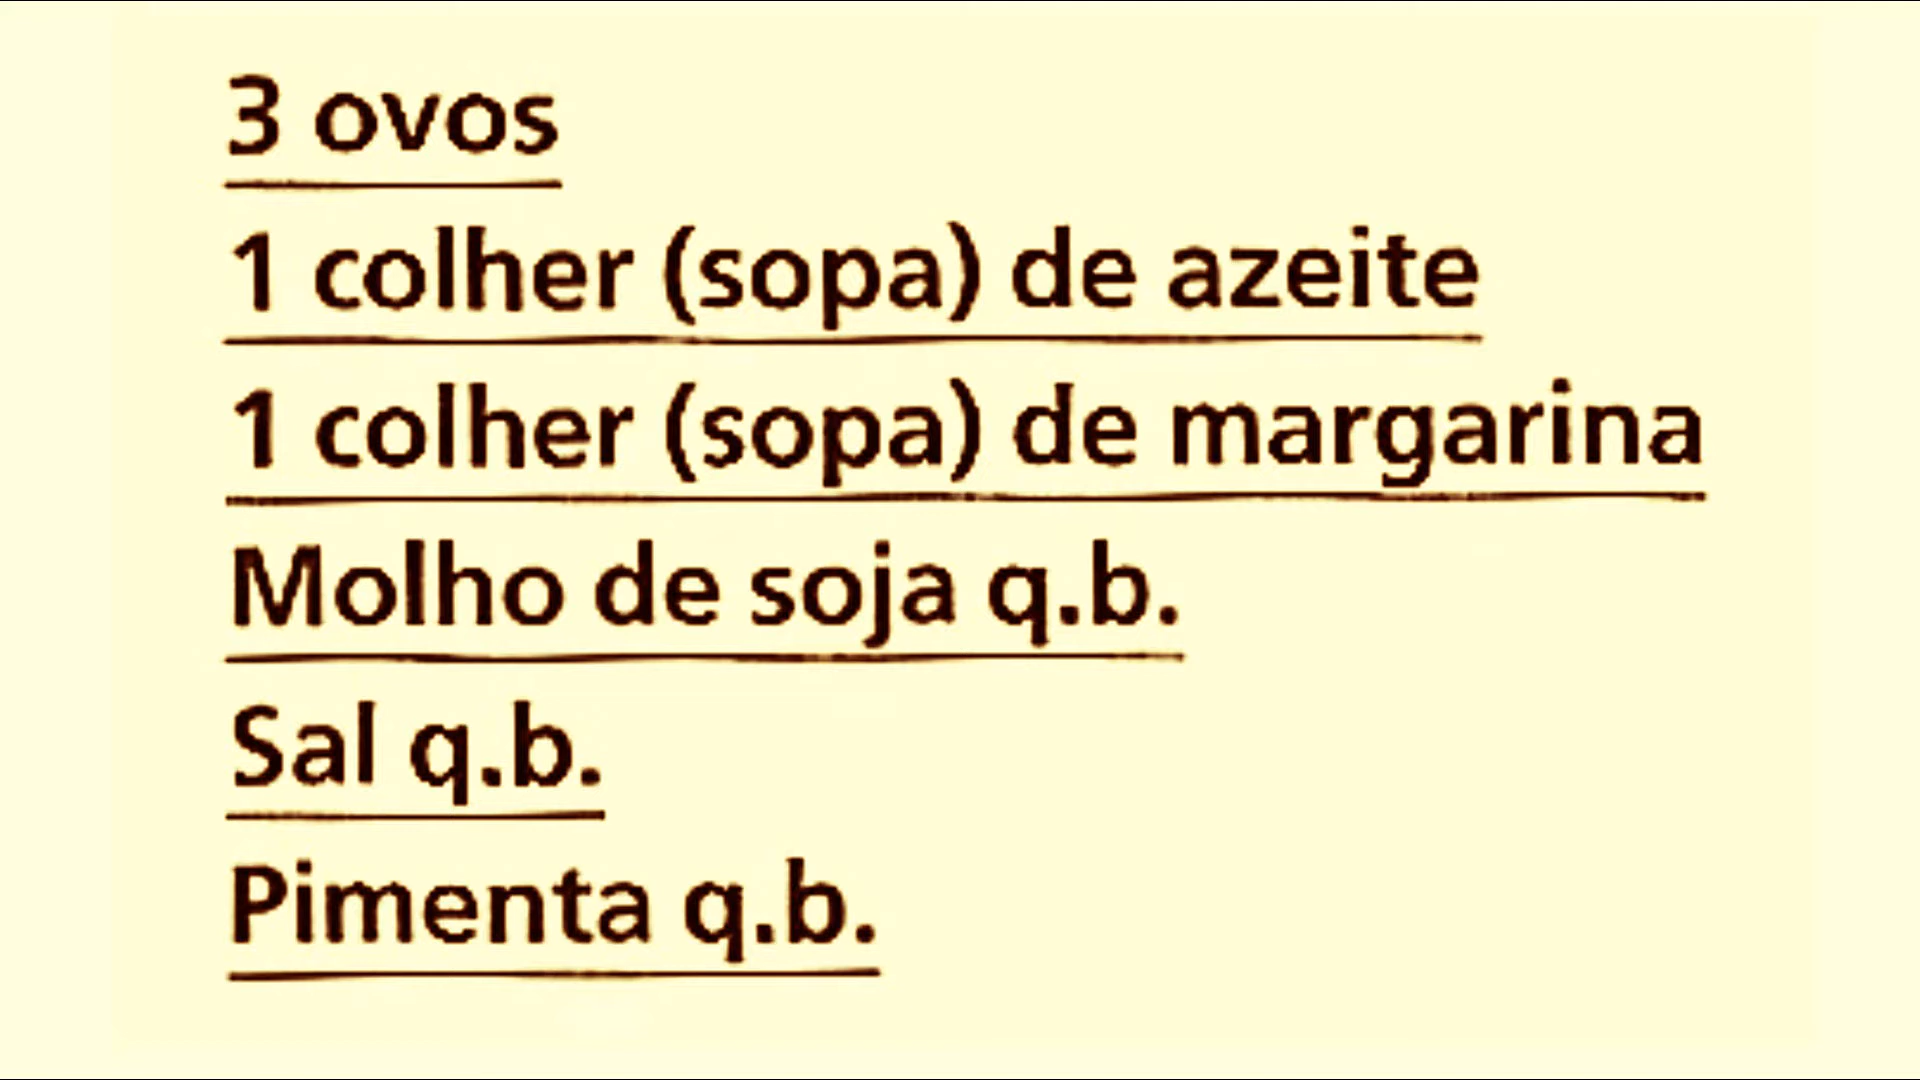 3 ovos
1 colher (sopa) de azeite
1 colher (sopa) de margarina
Molho de soja q.b.
Sal q.b.
Pimenta q.b.